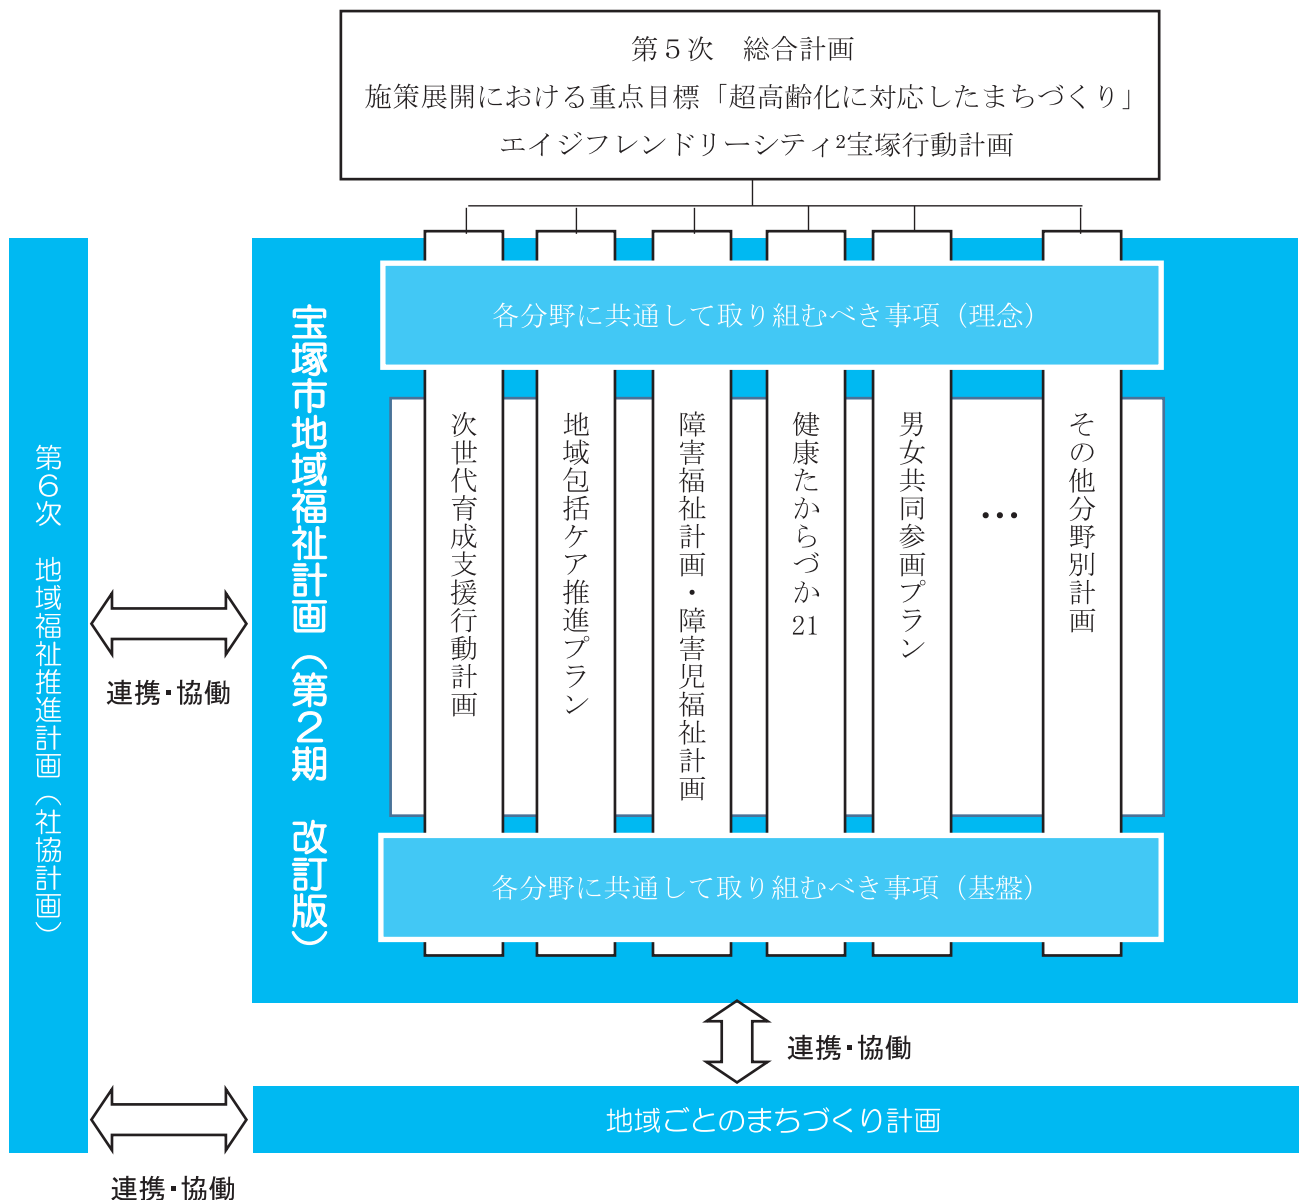 第５次　総合計画
施策展開における重点目標「超高齢化に対応したまちづくり」
エイジフレンドリーシティ²宝塚行動計画
第６次　地域福祉推進計画（社協計画）
連携・協働
宝塚市地域福祉計画（第２期　改訂版）
各分野に共通して取り組むべき事項（理念）
次世代育成支援行動計画
地域包括ケア推進プラン
障害福祉計画・障害児福祉計画
健康たからづか21
男女共同参画プラン
…
その他分野別計画
各分野に共通して取り組むべき事項（基盤）
連携・協働
地域ごとのまちづくり計画
連携・協働